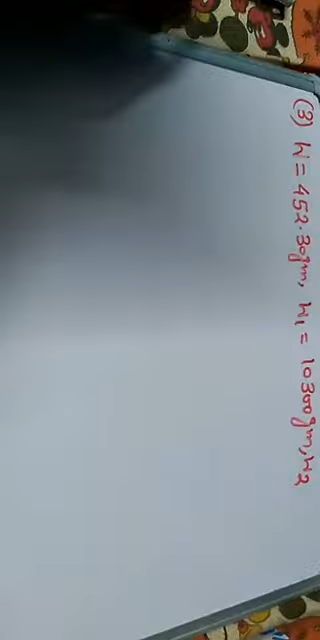 (3) W = 452.30gm, W₁ = 10300gm, W2